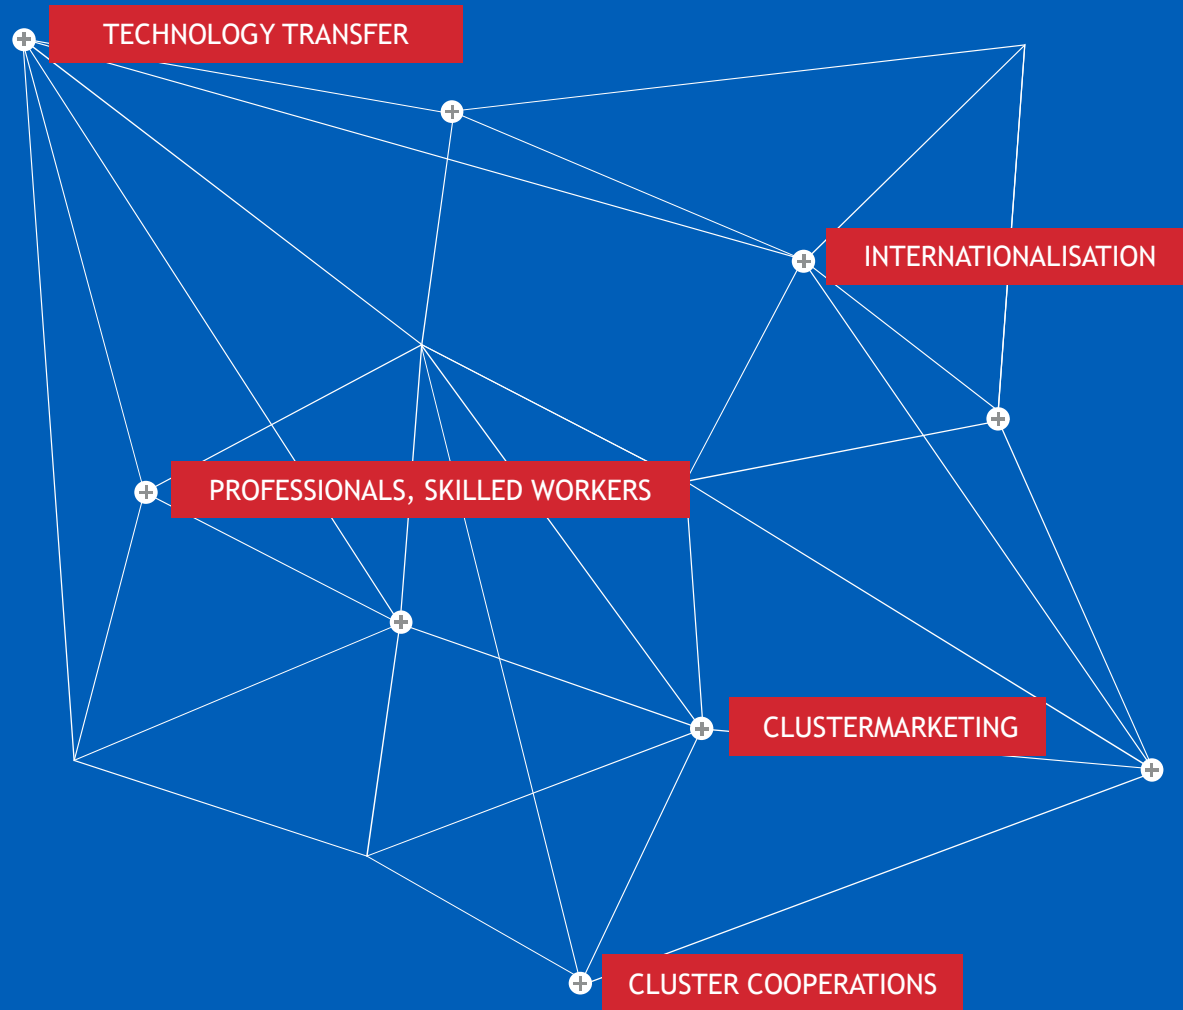 TECHNOLOGY TRANSFER
INTERNATIONALISATION
PROFESSIONALS, SKILLED WORKERS
CLUSTERMARKETING
CLUSTER COOPERATIONS